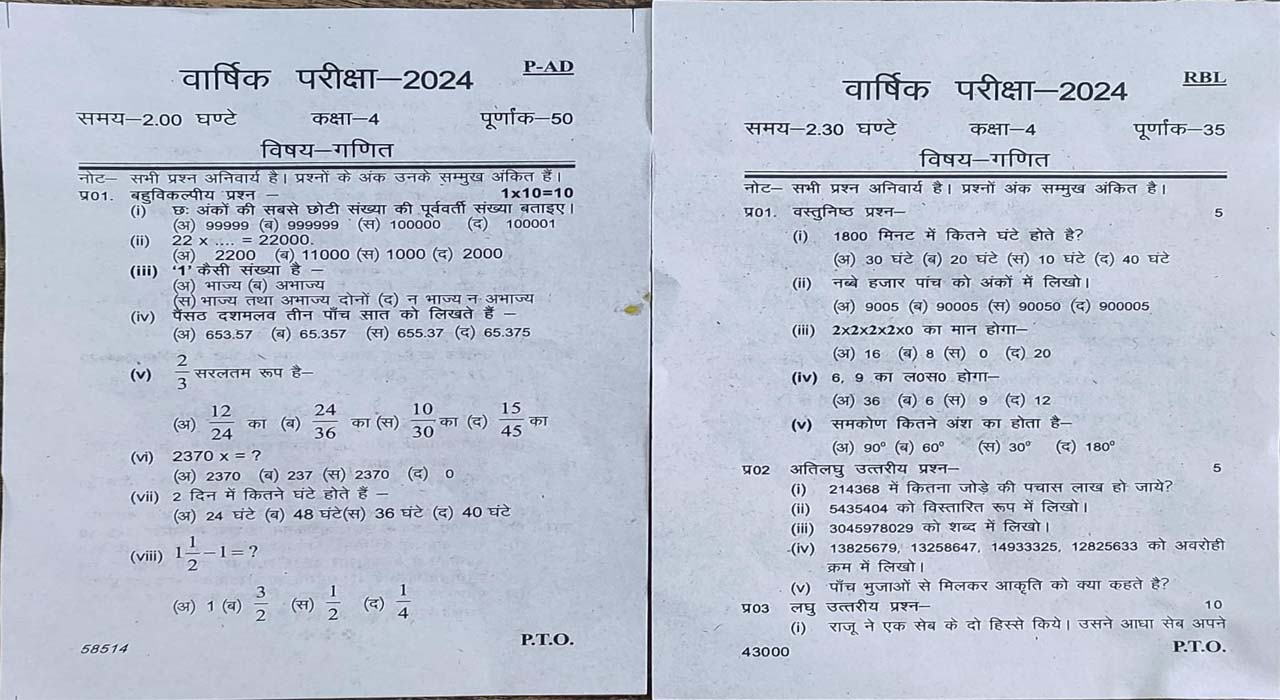 P-AD
वार्षिक परीक्षा–2024
समय–2.00 घण्टे कक्षा–4 पूर्णांक–50
विषय–गणित
नोट– सभी प्रश्न अनिवार्य है। प्रश्नों के अंक उनके सम्मुख अंकित हैं।
प्र01. बहुविकल्पीय प्रश्न – 1x10=10
(i) छः अंकों की सबसे छोटी संख्या की पूर्ववर्ती संख्या बताइए।
(अ) 99999 (ब) 999999 (स) 100000 (द) 100001
(ii) 22 x .... = 22000.
(अ) 2200 (ब) 11000 (स) 1000 (द) 2000
(iii) '1' कैसी संख्या है –
(अ) भाज्य (ब) अभाज्य
(स) भाज्य तथा अभाज्य दोनों (द) न भाज्य न अभाज्य
(iv) पैंसठ दशमलव तीन पाँच सात को लिखते हैं –
(अ) 653.57 (ब) 65.357 (स) 655.37 (द) 65.375
(v) 2/3 सरलतम रूप है–
(अ) 12/24 का (ब) 24/36 का (स) 10/30 का (द) 15/45 का
(vi) 2370 x = ?
(अ) 2370 (ब) 237 (स) 2370 (द) 0
(vii) 2 दिन में कितने घंटे होते हैं –
(अ) 24 घंटे (ब) 48 घंटे(स) 36 घंटे (द) 40 घंटे
(viii) 1 1/2 – 1 = ?
(अ) 1 (ब) 3/2 (स) 1/2 (द) 1/4
58514 P.T.O.
RBL
वार्षिक परीक्षा–2024
समय–2.30 घण्टे कक्षा–4 पूर्णांक–35
विषय–गणित
नोट– सभी प्रश्न अनिवार्य है। प्रश्नों अंक सम्मुख अंकित है।
प्र01. वस्तुनिष्ठ प्रश्न– 5
(i) 1800 मिनट में कितने घंटे होते है?
(अ) 30 घंटे (ब) 20 घंटे (स) 10 घंटे (द) 40 घंटे
(ii) नब्बे हजार पांच को अंकों में लिखो।
(अ) 9005 (ब) 90005 (स) 90050 (द) 900005
(iii) 2x2x2x2x0 का मान होगा–
(अ) 16 (ब) 8 (स) 0 (द) 20
(iv) 6, 9 का ल0स0 होगा–
(अ) 36 (ब) 6 (स) 9 (द) 12
(v) समकोण कितने अंश का होता है–
(अ) 90° (ब) 60° (स) 30° (द) 180°
प्र02 अतिलघु उत्तरीय प्रश्न– 5
(i) 214368 में कितना जोड़े की पचास लाख हो जाये?
(ii) 5435404 को विस्तारित रूप में लिखो।
(iii) 3045978029 को शब्द में लिखो।
(iv) 13825679, 13258647, 14933325, 12825633 को अवरोही
क्रम में लिखो।
(v) पाँच भुजाओं से मिलकर आकृति को क्या कहते है?
प्र03 लघु उत्तरीय प्रश्न– 10
(i) राजू ने एक सेब के दो हिस्से किये। उसने आधा सेब अपने
43000 P.T.O.